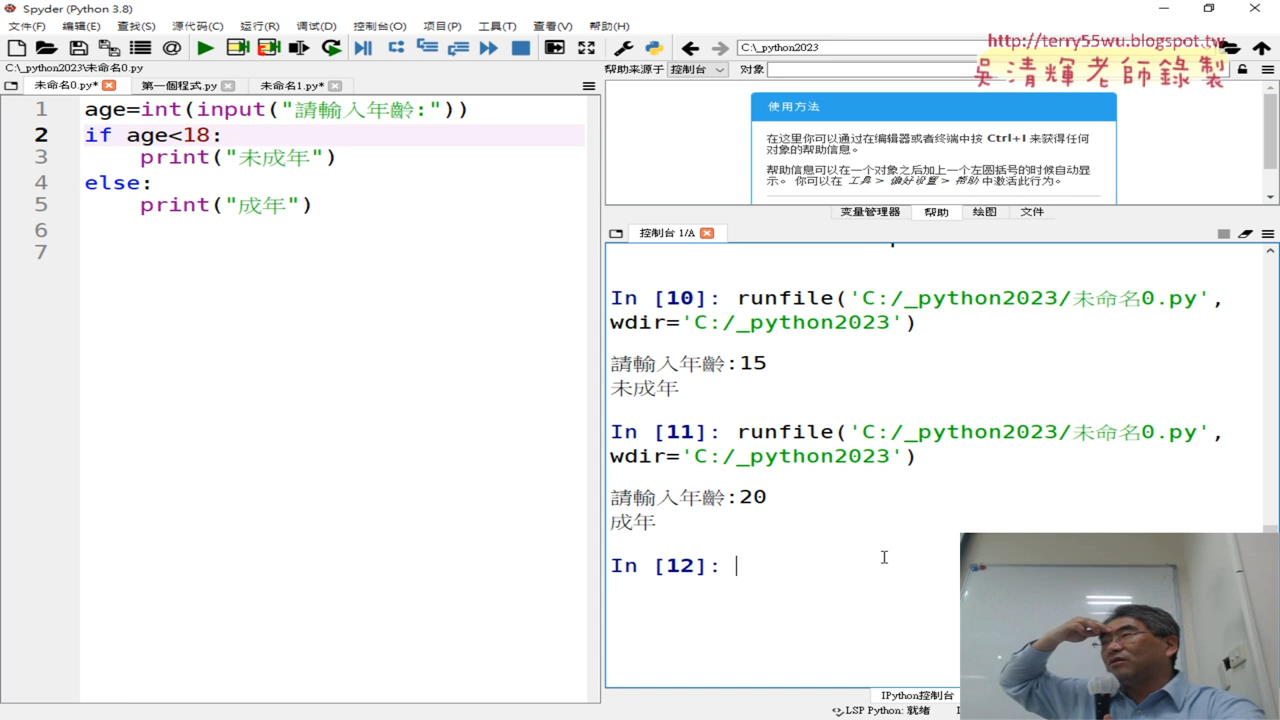 Spyder (Python 3.8)
文件(F) 编辑(E) 查找(S) 源代码(C) 运行(R) 调试(D) 控制台(O) 项目(P) 工具(T) 查看(V) 帮助(H)
C:\_python2023
http://terry55wu.blogspot.tw
吳清輝老師錄製
C:\_python2023\未命名0.py
未命名0.py* 第一個程式.py 未命名1.py*
帮助来源于 控制台 对象
1 age=int(input("請輸入年齡:"))
2 if age<18:
3 print("未成年")
4 else:
5 print("成年")
6
7
使用方法
在这里你可以通过在编辑器或者终端中按 Ctrl+I 来获得任何
对象的帮助信息。
帮助信息可以在一个对象之后加上一个左圆括号的时候自动显
示。 你可以在 工具 > 偏好设置 > 帮助 中激活此行为。
变量管理器 帮助 绘图 文件
控制台 1/A
In [10]: runfile('C:/_python2023/未命名0.py',
wdir='C:/_python2023')
請輸入年齡:15
未成年
In [11]: runfile('C:/_python2023/未命名0.py',
wdir='C:/_python2023')
請輸入年齡:20
成年
In [12]:
IPython控制台
LSP Python: 就绪